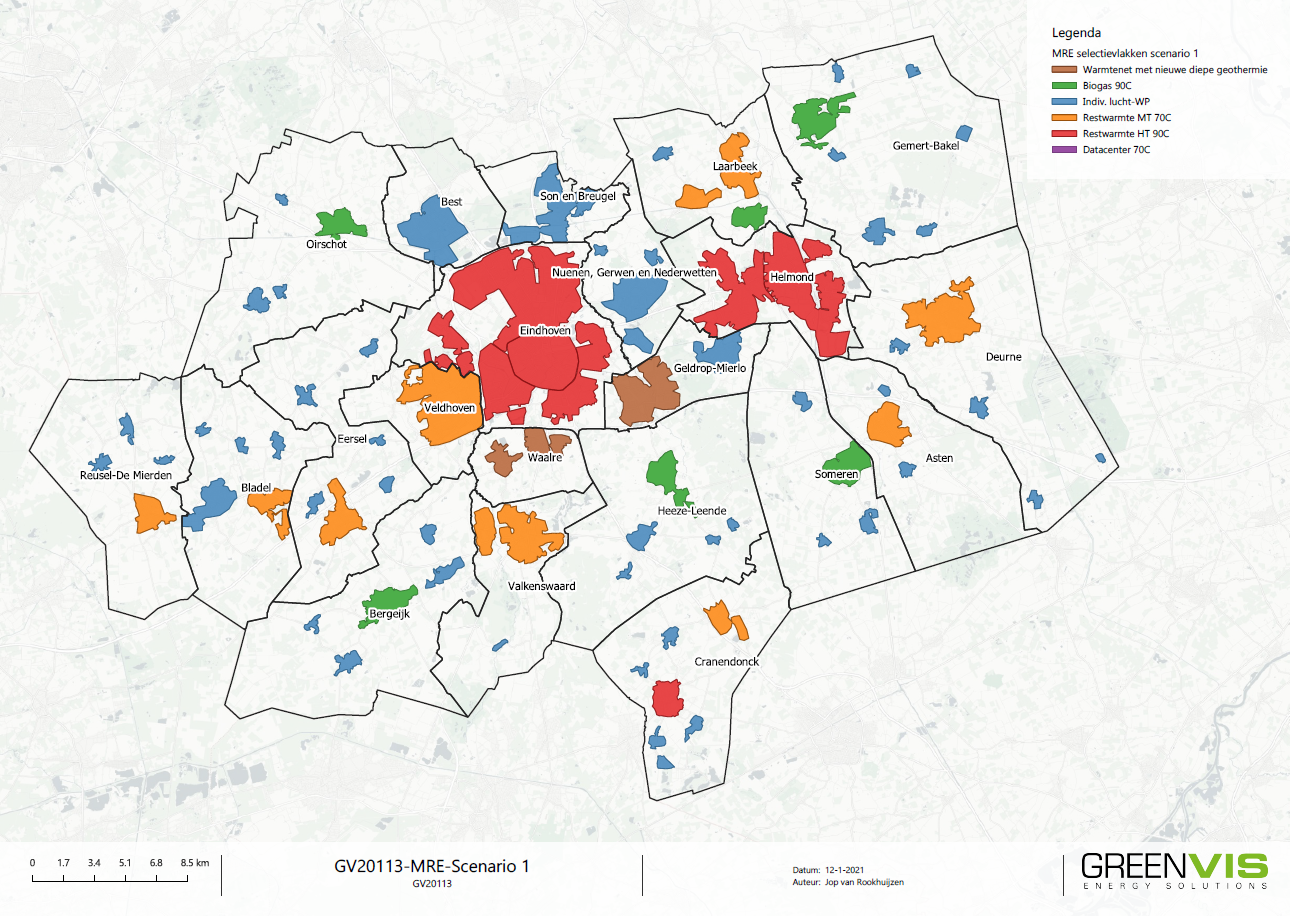 Legenda
MRE selectievlakken scenario 1
Warmtenet met nieuwe diepe geothermie
Biogas 90C
Indiv. lucht-WP
Restwarmte MT 70C
Restwarmte HT 90C
Datacenter 70C
Gemert-Bakel
Laarbeek
Son en Breugel
Best
Oirschot
Nuenen, Gerwen en Nederwetten
Helmond
Eindhoven
Deurne
Geldrop-Mierlo
Veldhoven
Eersel
Waalre
Asten
Reusel-De Mierden
Someren
Bladel
Heeze-Leende
Valkenswaard
Bergeijk
Cranendonck
0 1.7 3.4 5.1 6.8 8.5 km
GV20113-MRE-Scenario 1
GV20113
Datum: 12-1-2021
Auteur: Jop van Rookhuijzen
GREENVIS
ENERGY SOLUTIONS